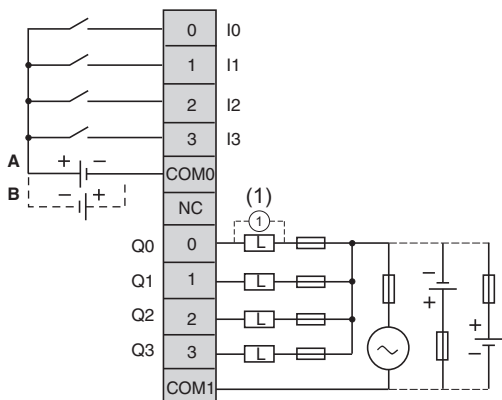 0 I0
1 I1
2 I2
3 I3
A + −
COM0
B − +
NC
(1)
1
Q0 0 L
Q1 1 L
Q2 2 L
Q3 3 L
− +
+ −
COM1